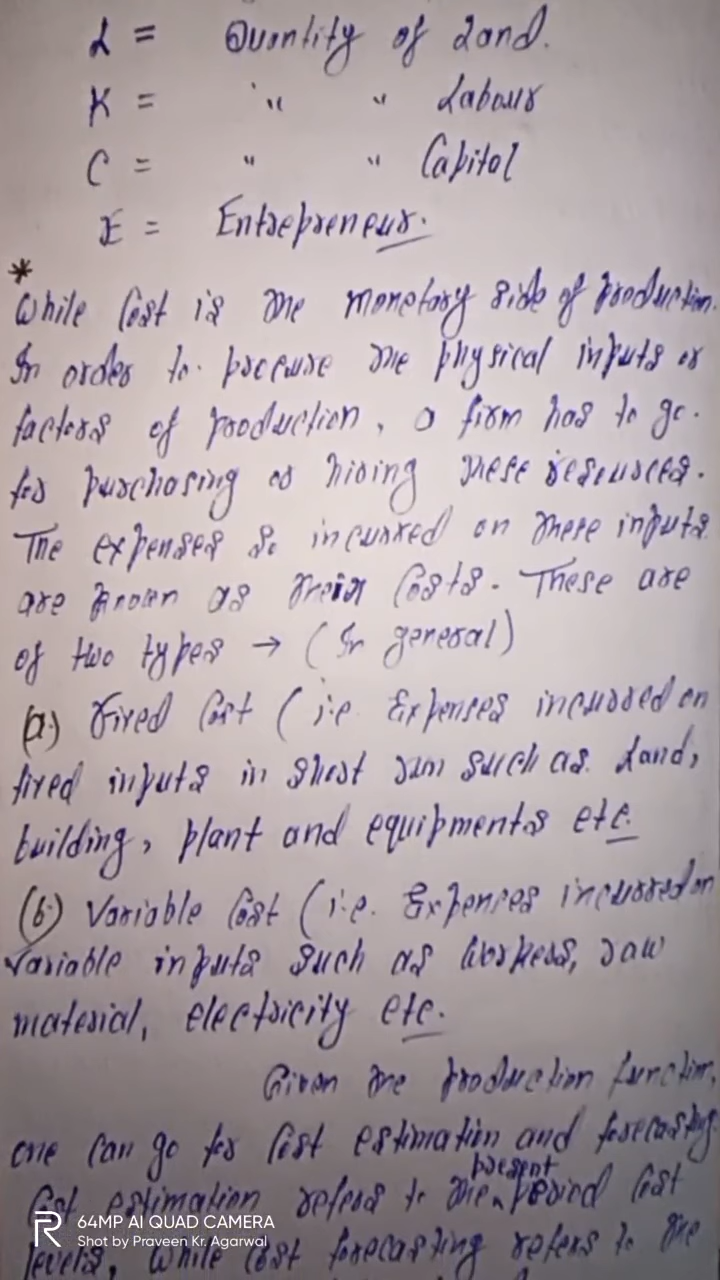 L = Quantity of Land.
K = " " Labour
C = " " Capital
E = Entrepreneur.
*
While Cost is the monetary side of production.
In order to procure the physical inputs or
factors of production, a firm has to go.
for purchasing or hiring these resources.
The expenses so incurred on these inputs
are known as their Costs. These are
of two types → (In general)
(a.) Fixed Cost (i.e. Expenses incurred on
fixed inputs in short run such as Land,
building, plant and equipments etc.
(b.) Variable Cost (i.e. Expenses incurred on
variable inputs such as workers, raw
material, electricity etc.
Given the production function,
one can go for Cost estimation and forecasting
present
Cost estimation refers to the period Cost
levels, while Cost forecasting refers to the
64MP AI QUAD CAMERA
Shot by Praveen Kr. Agarwal